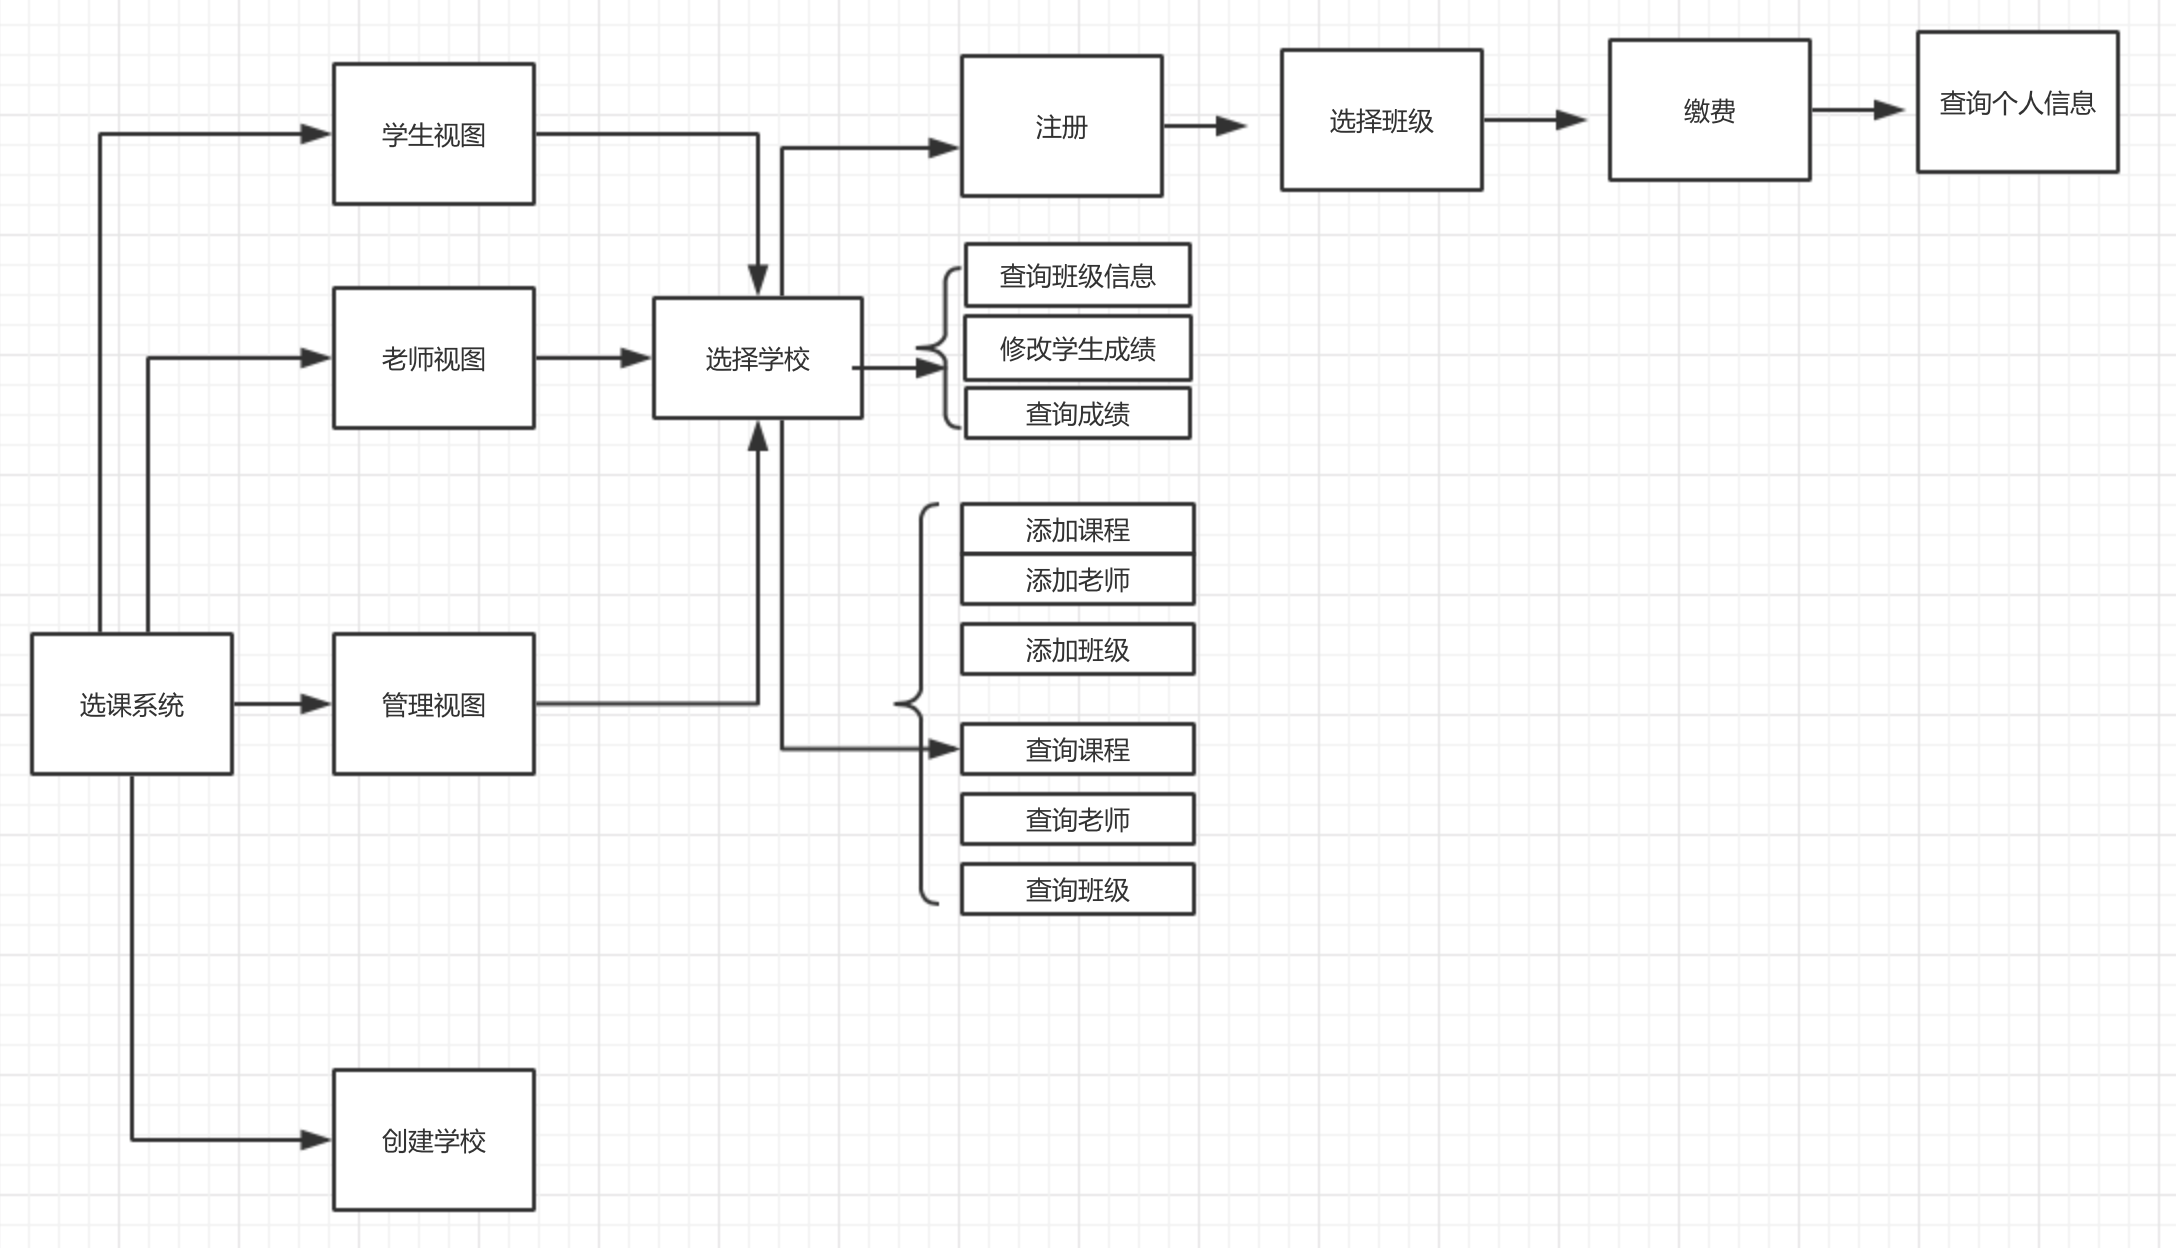 学生视图
注册
选择班级
缴费
查询个人信息
老师视图
选择学校
查询班级信息
修改学生成绩
查询成绩
选课系统
管理视图
添加课程
添加老师
添加班级
查询课程
查询老师
查询班级
创建学校